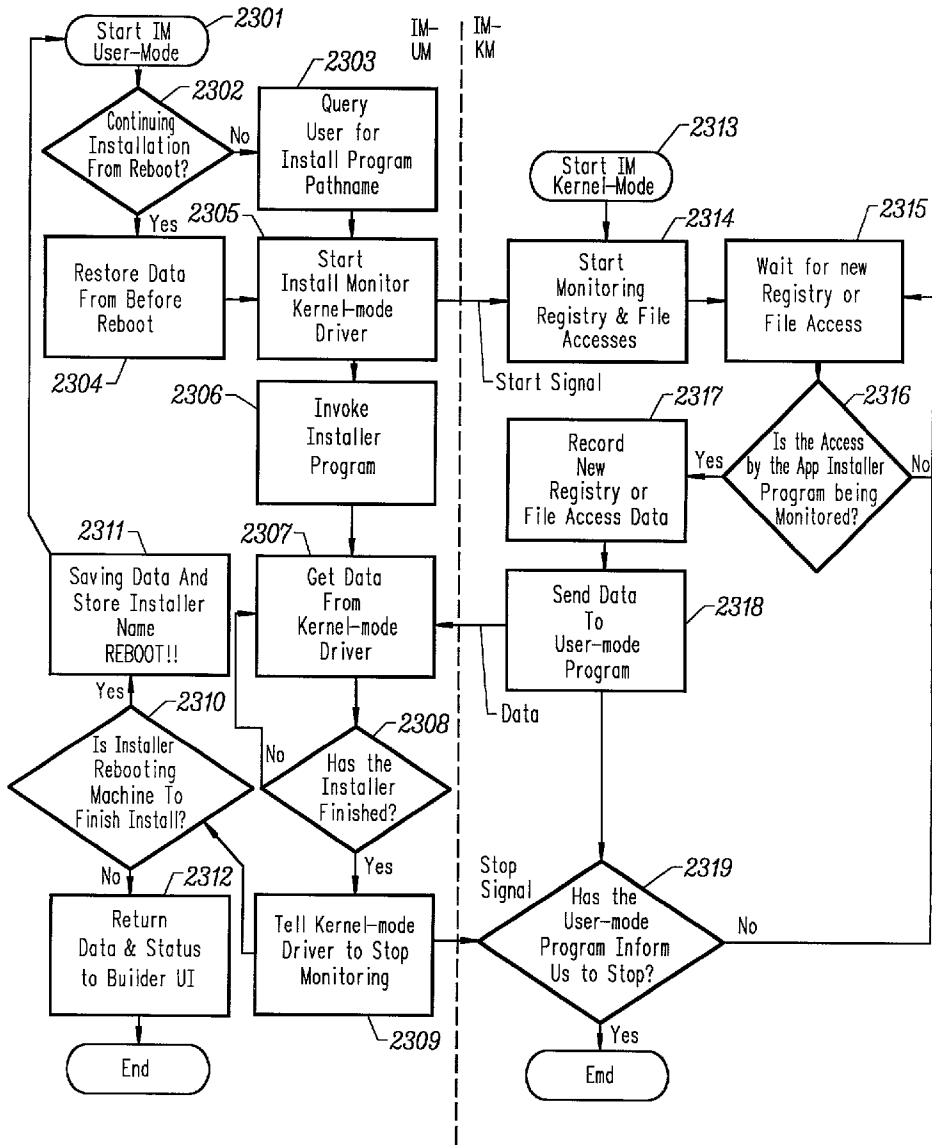 2301
Start IM
User-Mode
IM-
UM
IM-
KM
2302
Continuing
Installation
From Reboot?
No
Yes
2303
Query
User for
Install Program
Pathname
2304
Restore Data
From Before
Reboot
2305
Start
Install Monitor
Kernel-mode
Driver
Start Signal
2306
Invoke
Installer
Program
2307
Get Data
From
Kernel-mode
Driver
Data
2308
Has the
Installer
Finished?
No
Yes
2309
Tell Kernel-mode
Driver to Stop
Monitoring
Stop
Signal
2310
Is Installer
Rebooting
Machine To
Finish Install?
Yes
No
2311
Saving Data And
Store Installer
Name
REBOOT!!
2312
Return
Data & Status
to Builder UI
End
2313
Start IM
Kernel-Mode
2314
Start
Monitoring
Registry & File
Accesses
2315
Wait for new
Registry or
File Access
2316
Is the Access
by the App Installer
Program being
Monitored?
Yes
No
2317
Record
New
Registry or
File Access Data
2318
Send Data
To
User-mode
Program
2319
Has the
User-mode
Program Inform
Us to Stop?
No
Yes
Emd